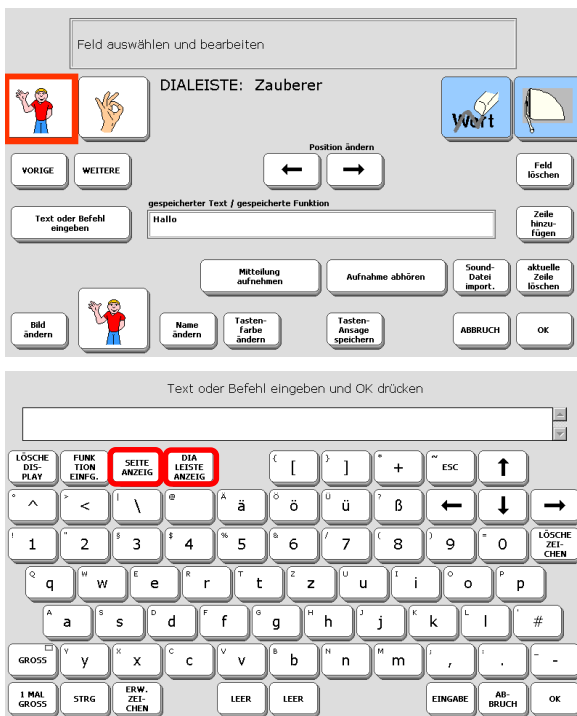 Feld auswählen und bearbeiten
DIALEISTE: Zauberer
Wort
Position ändern
VORIGE WEITERE ← → Feld löschen
gespeicherter Text / gespeicherte Funktion
Text oder Befehl eingeben Hallo Zeile hinzu- fügen
Mitteilung aufnehmen Aufnahme abhören Sound- Datei import. aktuelle Zeile löschen
Bild ändern Name ändern Tasten- farbe ändern Tasten- Ansage speichern ABBRUCH OK
Text oder Befehl eingeben und OK drücken
LÖSCHE DIS- PLAY FUNK TION EINFG. SEITE ANZEIG DIA LEISTE ANZEIG { [ } ] * + ~ ESC ↑
° ^ > < | \ @ Ä ä Ö ö Ü ü ? ß ← ↓ →
! 1 " 2 § 3 $ 4 % 5 & 6 / 7 ( 8 ) 9 = 0 LÖSCHE ZEI- CHEN
Q q W w E e R r T t Z z U u I i O o P p
A a S s D d F f G g H h J j K k L l ' #
GROSS Y y X x C c V v B b N n M m ; , : . _ -
1 MAL GROSS STRG ERW. ZEI- CHEN LEER LEER EINGABE AB- BRUCH OK